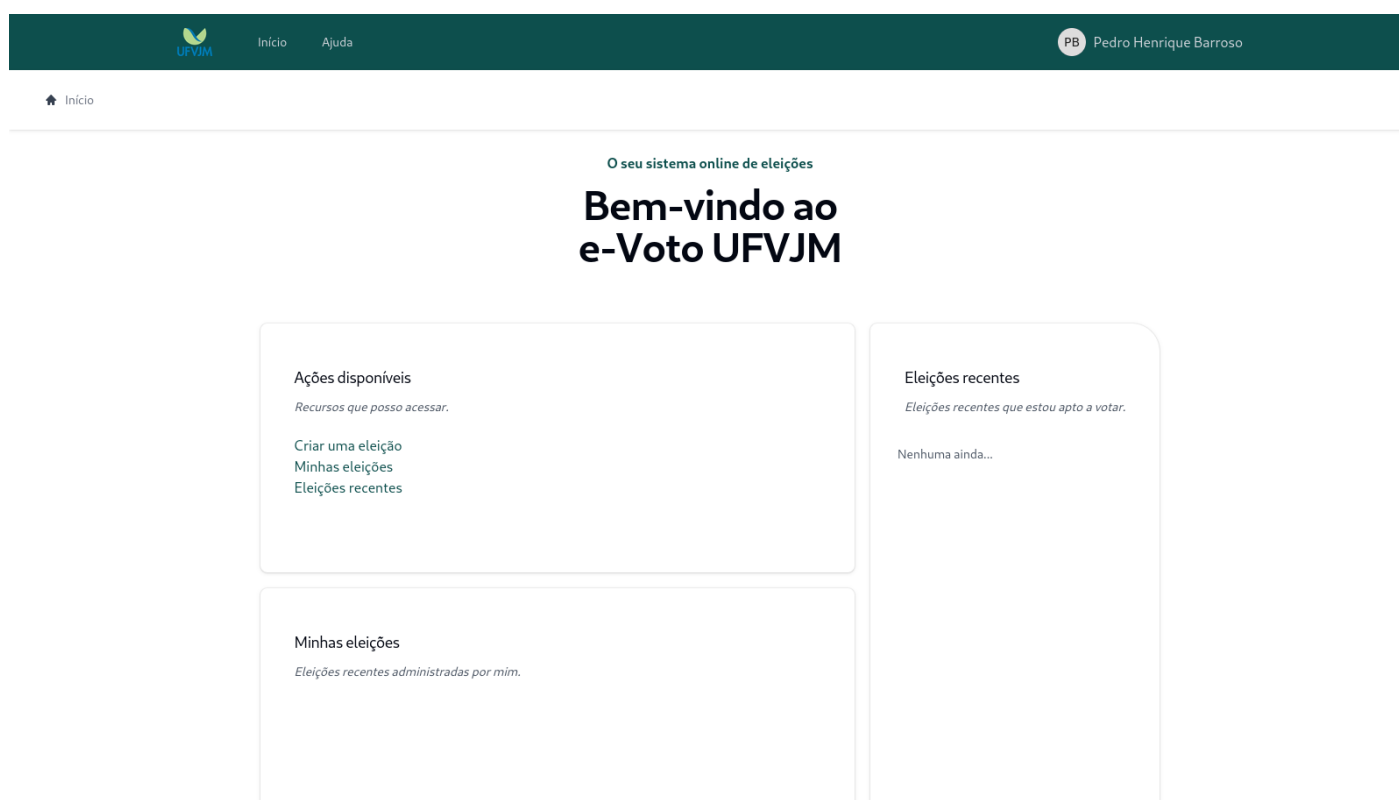 UFVJM
Início
Ajuda
PB
Pedro Henrique Barroso
Início
O seu sistema online de eleições
Bem-vindo ao
e-Voto UFVJM
Ações disponíveis
Recursos que posso acessar.
Criar uma eleição
Minhas eleições
Eleições recentes
Eleições recentes
Eleições recentes que estou apto a votar.
Nenhuma ainda...
Minhas eleições
Eleições recentes administradas por mim.